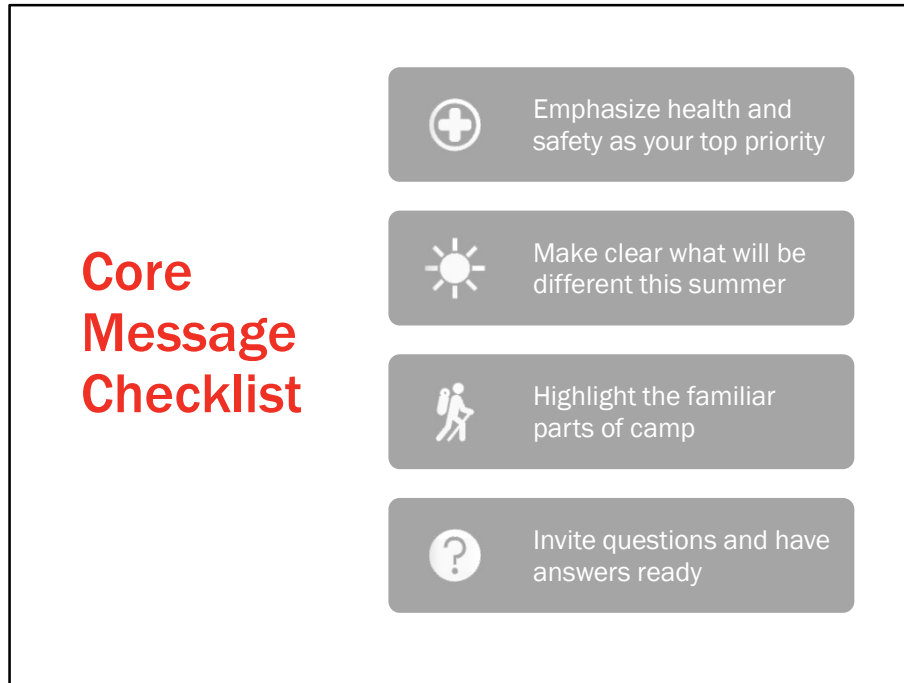 Core
Message
Checklist
Emphasize health and
safety as your top priority
Make clear what will be
different this summer
Highlight the familiar
parts of camp
Invite questions and have
answers ready